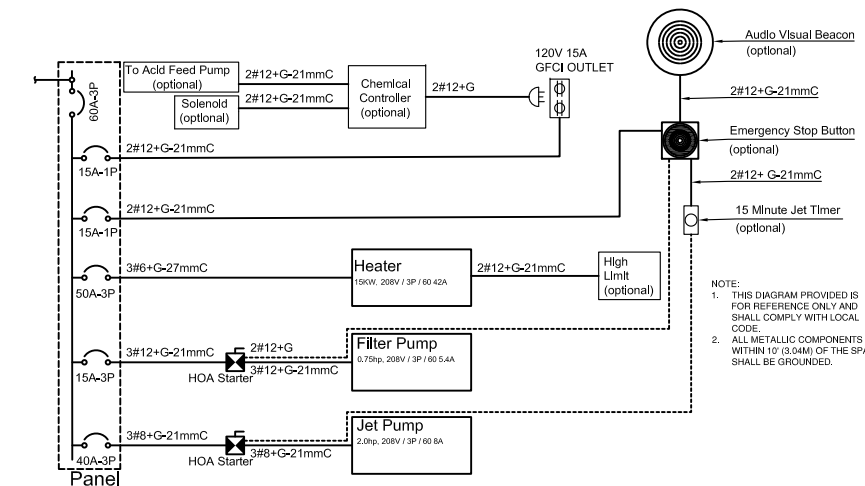 Audio Visual Beacon
(optional)
120V 15A
GFCI OUTLET
To Acid Feed Pump
(optional)
2#12+G-21mmC
Chemical
Controller
(optional)
2#12+G
Solenoid
(optional)
2#12+G-21mmC
2#12+G-21mmC
60A-3P
Emergency Stop Button
(optional)
2#12+G-21mmC
15A-1P
2#12+ G-21mmC
2#12+G-21mmC
15A-1P
15 Minute Jet Timer
(optional)
3#6+G-27mmC
50A-3P
Heater
15KW, 208V / 3P / 60 42A
2#12+G-21mmC
High
Limit
(optional)
NOTE:
1. THIS DIAGRAM PROVIDED IS
FOR REFERENCE ONLY AND
SHALL COMPLY WITH LOCAL
CODE.
2. ALL METALLIC COMPONENTS
WITHIN 10' (3.04M) OF THE SPA
SHALL BE GROUNDED.
3#12+G-21mmC
15A-3P
2#12+G
3#12+G-21mmC
HOA Starter
Filter Pump
0.75hp, 208V / 3P / 60 5.4A
3#8+G-21mmC
40A-3P
HOA Starter
3#8+G-21mmC
Jet Pump
2.0hp, 208V / 3P / 60 8A
Panel